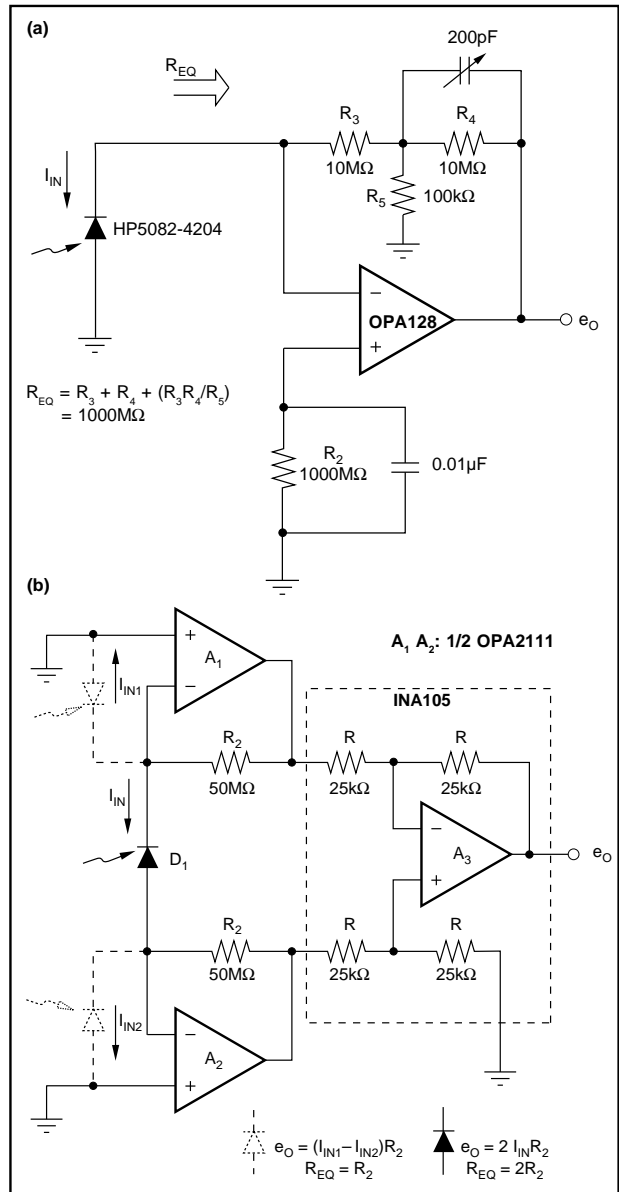 (a)
200pF
R_EQ
R_3
R_4
10MΩ
10MΩ
I_IN
R_5
100kΩ
HP5082-4204
–
OPA128
e_O
+
R_EQ = R_3 + R_4 + (R_3R_4/R_5)
= 1000MΩ
R_2
1000MΩ
0.01µF
(b)
+
A_1
A_1 A_2: 1/2 OPA2111
I_IN1
–
INA105
R_2
R
R
50MΩ
25kΩ
25kΩ
I_IN
–
D_1
A_3
e_O
+
R_2
R
R
50MΩ
25kΩ
25kΩ
I_IN2
–
A_2
+
e_O = (I_IN1 – I_IN2)R_2
R_EQ = R_2
e_O = 2 I_INR_2
R_EQ = 2R_2